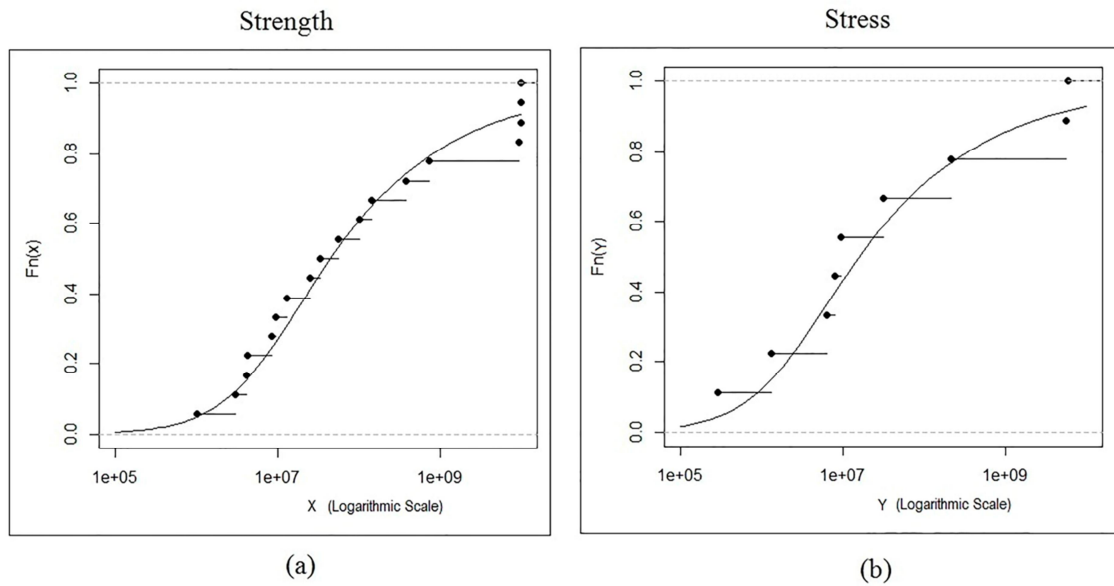 Strength
Fn(x)
1.0
0.8
0.6
0.4
0.2
0.0
1e+05 1e+07 1e+09
X (Logarithmic Scale)
(a)
Stress
Fn(Y)
1.0
0.8
0.6
0.4
0.2
0.0
1e+05 1e+07 1e+09
Y (Logarithmic Scale)
(b)